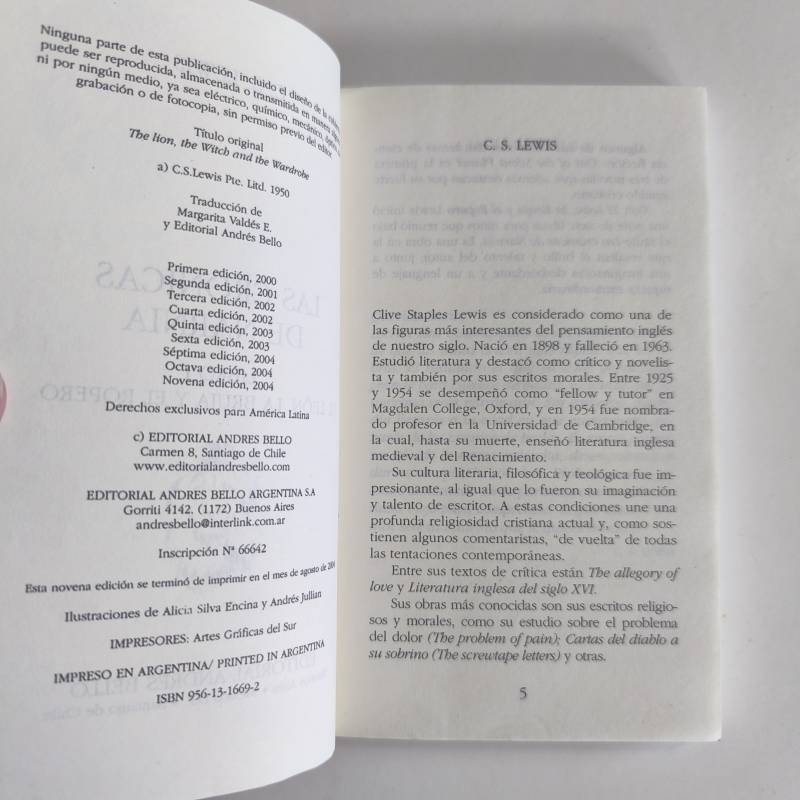 Ninguna parte de esta publicación, incluido el diseño de la
puede ser reproducida, almacenada o transmitida en manera
ni por ningún medio, ya sea eléctrico, químico, mecánico,
grabación o de fotocopia, sin permiso previo del editor.
Título original
The lion, the Witch and the Wardrobe
a) C.S.Lewis Pte. Ltd. 1950
Traducción de
Margarita Valdés E.
y Editorial Andrés Bello
Primera edición, 2000
Segunda edición, 2001
Tercera edición, 2002
Cuarta edición, 2002
Quinta edición, 2003
Sexta edición, 2003
Séptima edición, 2004
Octava edición, 2004
Novena edición, 2004
Derechos exclusivos para América Latina
c) EDITORIAL ANDRES BELLO
Carmen 8, Santiago de Chile
www.editorialandresbello.com
EDITORIAL ANDRES BELLO ARGENTINA S.A
Gorriti 4142, (1172) Buenos Aires
andresbello@interlink.com.ar
Inscripción Nª 66642
Esta novena edición se terminó de imprimir en el mes de agosto de
Ilustraciones de Alicia Silva Encina y Andrés Jullian
IMPRESORES: Artes Gráficas del Sur
IMPRESO EN ARGENTINA/ PRINTED IN ARGENTINA
ISBN 956-13-1669-2
C. S. LEWIS
Clive Staples Lewis es considerado como una de
las figuras más interesantes del pensamiento inglés
de nuestro siglo. Nació en 1898 y falleció en 1963.
Estudió literatura y destacó como crítico y novelis-
ta y también por sus escritos morales. Entre 1925
y 1954 se desempeñó como "fellow y tutor" en
Magdalen College, Oxford, y en 1954 fue nombra-
do profesor en la Universidad de Cambridge, en
la cual, hasta su muerte, enseñó literatura inglesa
medieval y del Renacimiento.
Su cultura literaria, filosófica y teológica fue im-
presionante, al igual que lo fueron su imaginación
y talento de escritor. A estas condiciones une una
profunda religiosidad cristiana actual y, como sos-
tienen algunos comentaristas, "de vuelta" de todas
las tentaciones contemporáneas.
Entre sus textos de crítica están The allegory of
love y Literatura inglesa del siglo XVI.
Sus obras más conocidas son sus escritos religio-
sos y morales, como su estudio sobre el problema
del dolor (The problem of pain); Cartas del diablo a
su sobrino (The screwtape letters) y otras.
5